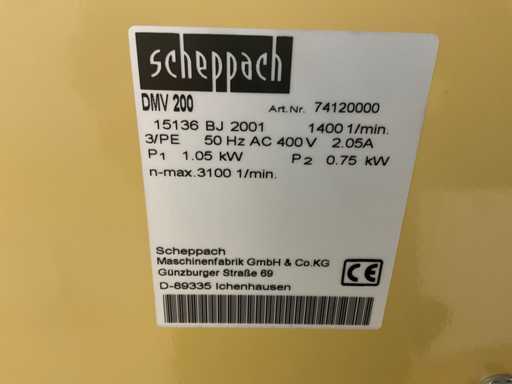 scheppach
DMV 200 Art.Nr. 74120000
15136 BJ 2001 1400 1/min.
3/PE 50 Hz AC 400 V 2.05A
P1 1.05 kW P2 0.75 kW
n-max.3100 1/min.
Scheppach
Maschinenfabrik GmbH & Co.KG
Günzburger Straße 69
D-89335 Ichenhausen
CE